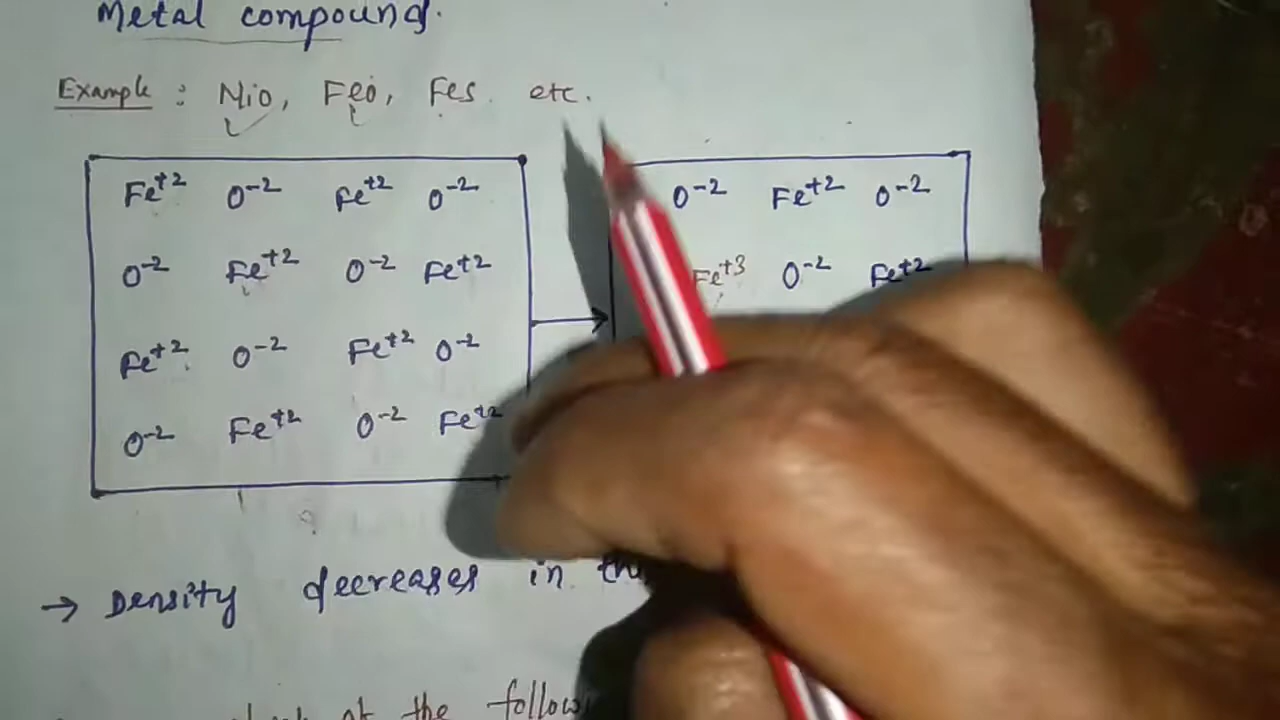 Metal compound.
Example : Nio, Feo, Fes. etc.
Fe+2 O-2 Fe+2 O-2
O-2 Fe+2 O-2 Fe+2
Fe+2 O-2 Fe+2 O-2
O-2 Fe+2 O-2 Fe+2
O-2 Fe+2 O-2
Fe+3 O-2 Fe+2
→ Density decreases in
of the